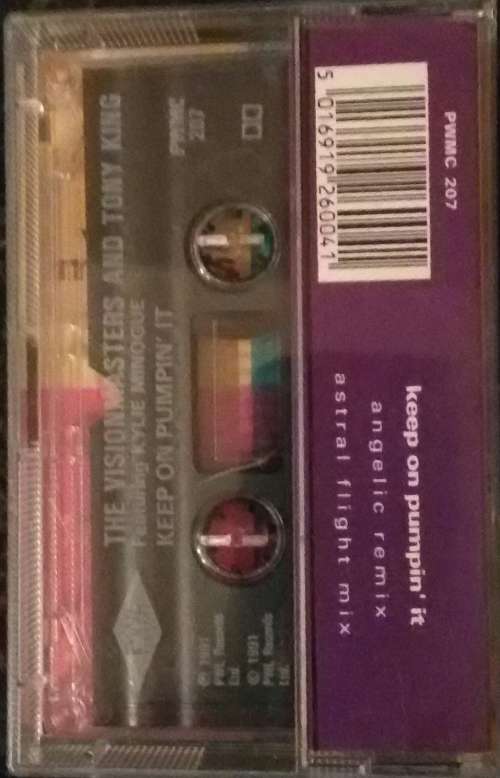 PWMC 207
5 016919 260041
keep on pumpin' it
angelic remix
astral flight mix
PWMC
207
THE VISIONMASTERS AND TONY KING
Featuring KYLIE MINOGUE
KEEP ON PUMPIN' IT
PWL
℗ 1991
PWL Records
Ltd.
© 1991
PWL Records
Ltd.